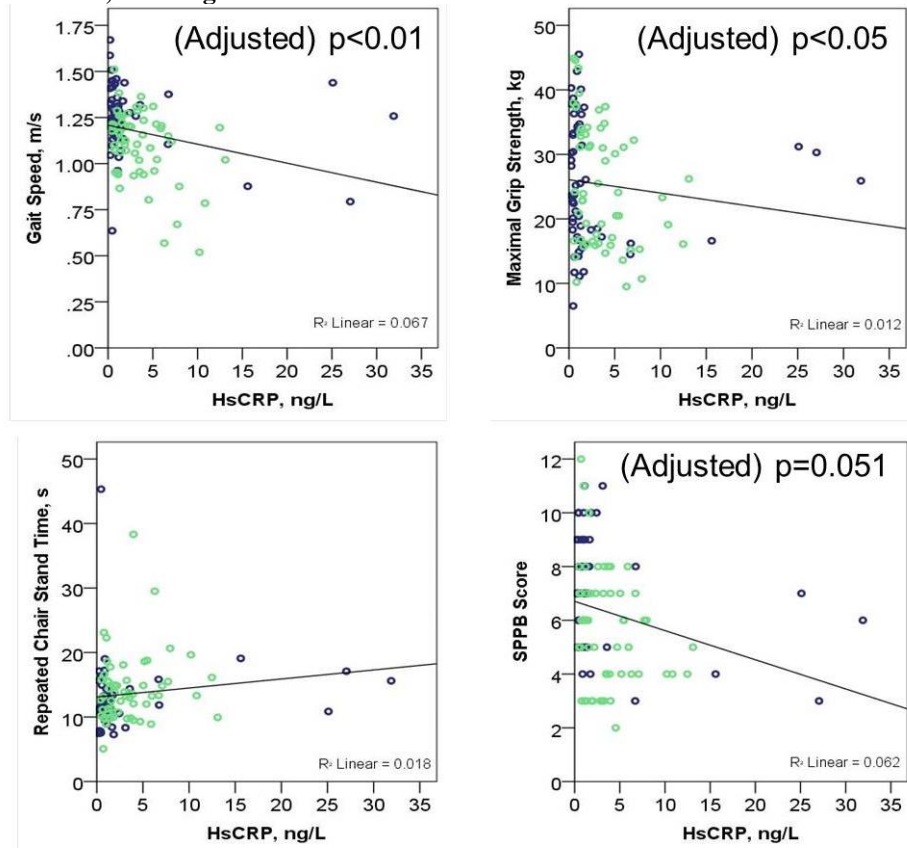 (Adjusted) p<0.01
1.75
1.50
1.25
1.00
.75
.50
.25
.00
Gait Speed, m/s
R² Linear = 0.067
0 5 10 15 20 25 30 35
HsCRP, ng/L
(Adjusted) p<0.05
50
40
30
20
10
0
Maximal Grip Strength, kg
R² Linear = 0.012
0 5 10 15 20 25 30 35
HsCRP, ng/L
50
40
30
20
10
0
Repeated Chair Stand Time, s
R² Linear = 0.018
0 5 10 15 20 25 30 35
HsCRP, ng/L
(Adjusted) p=0.051
12
10
8
6
4
2
0
SPPB Score
R² Linear = 0.062
0 5 10 15 20 25 30 35
HsCRP, ng/L